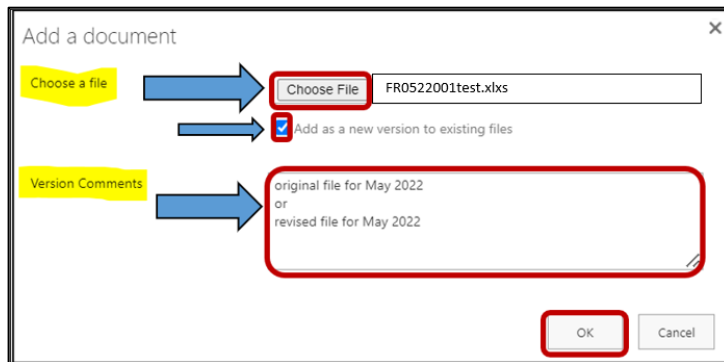 Add a document
Choose a file
Choose File FR0522001test.xlxs
Add as a new version to existing files
Version Comments
original file for May 2022
or
revised file for May 2022
OK Cancel